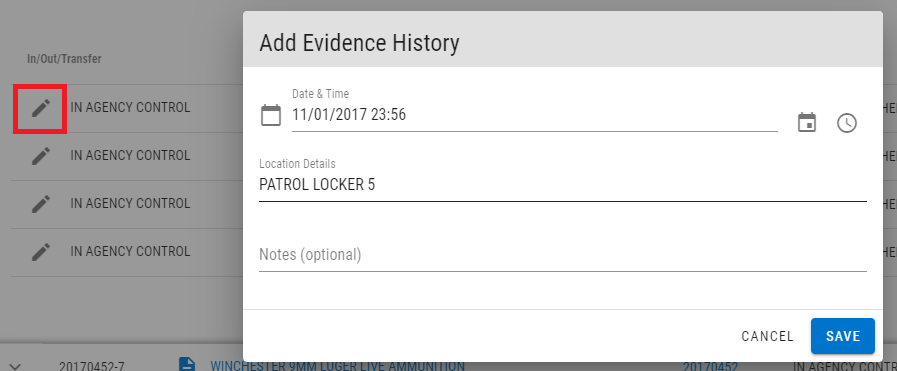 Add Evidence History
In/Out/Transfer
Date & Time
11/01/2017 23:56
IN AGENCY CONTROL
IN AGENCY CONTROL
Location Details
PATROL LOCKER 5
IN AGENCY CONTROL
IN AGENCY CONTROL
Notes (optional)
CANCEL SAVE
20170452-7 WINCHESTER 9MM LUGER LIVE AMMUNITION 20170452 IN AGENCY CONTROL